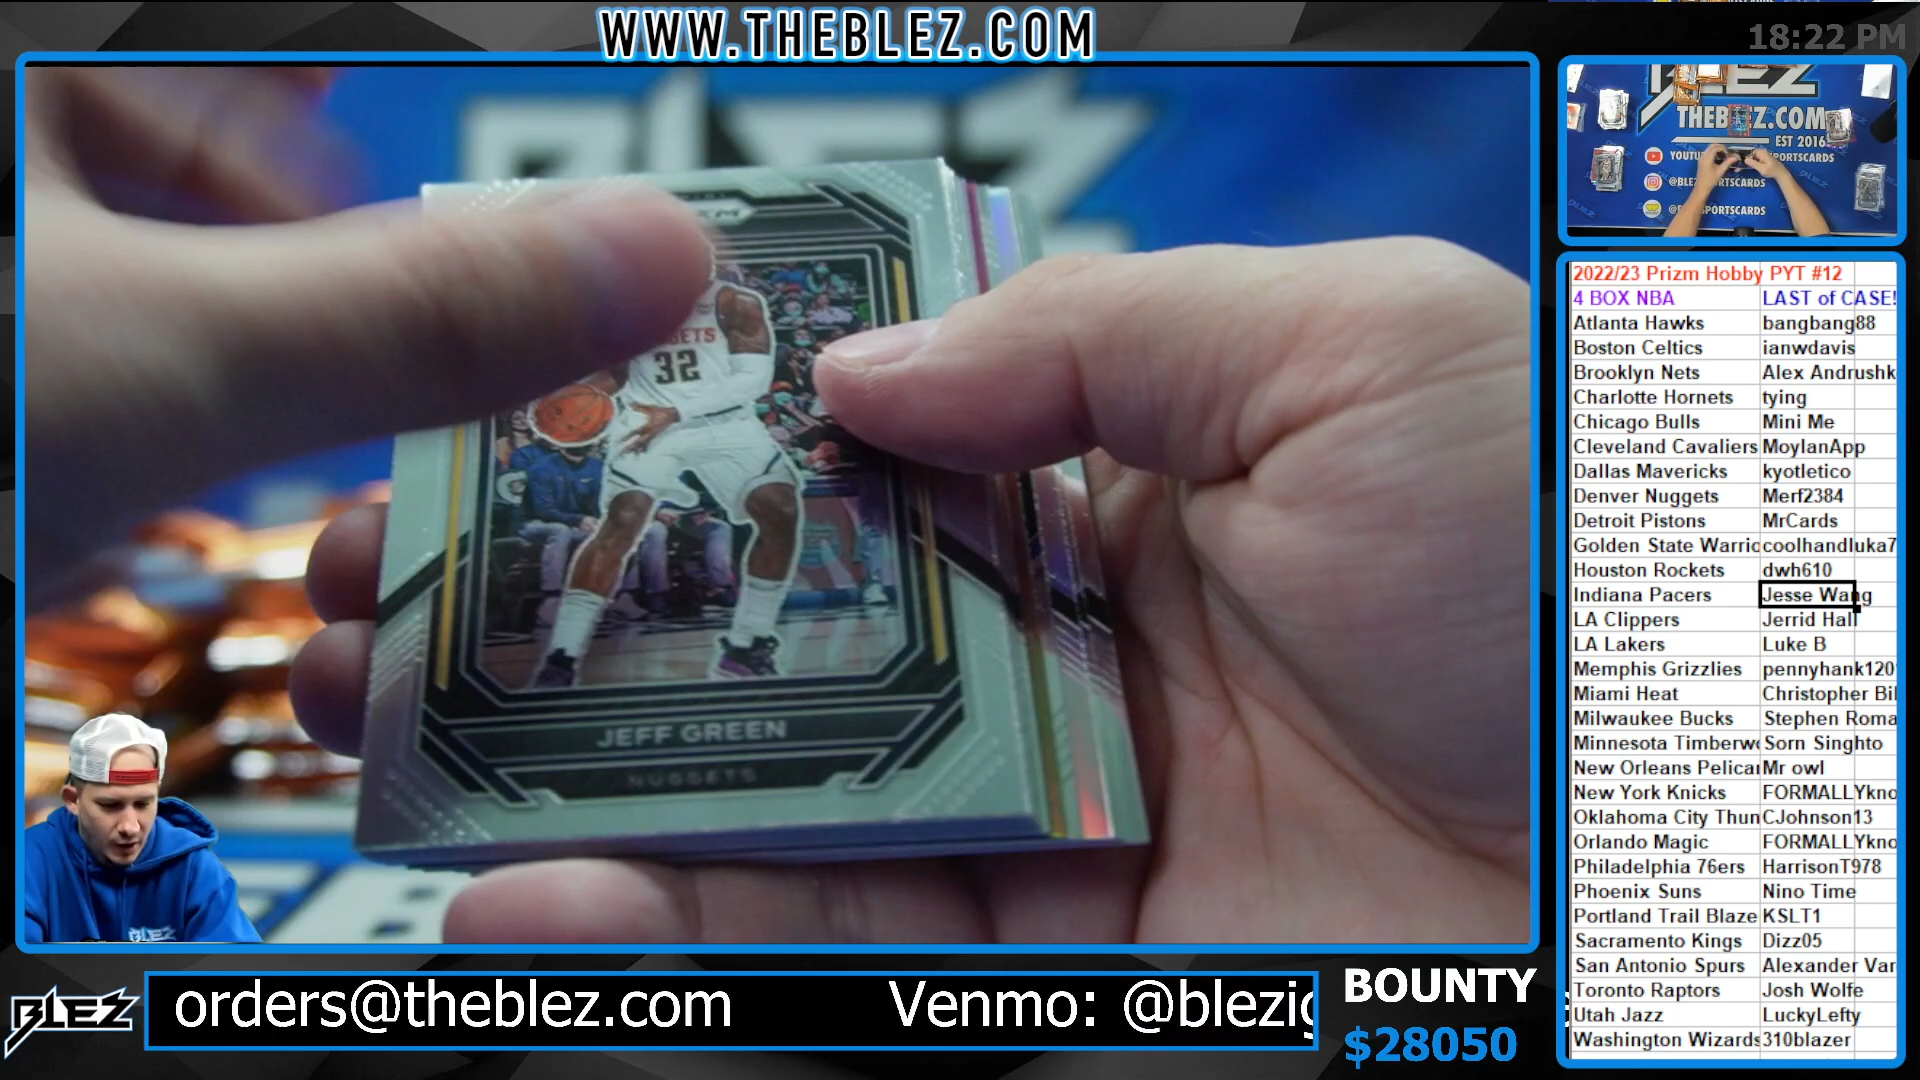 WWW.THEBLEZ.COM
18:22 PM
BLEZ
THEBLEZ.COM
EST 2016
@BLE
SPORTSCARDS
32
JEFF GREEN
NUGGETS
2022/23 Prizm Hobby PYT #12
4 BOX NBA LAST of CASE!
Atlanta Hawks bangbang88
Boston Celtics ianwdavis
Brooklyn Nets Alex Andrushk
Charlotte Hornets tying
Chicago Bulls Mini Me
Cleveland Cavaliers MoylanApp
Dallas Mavericks kyotletico
Denver Nuggets Merf2384
Detroit Pistons MrCards
Golden State Warric coolhandluka7
Houston Rockets dwh610
Indiana Pacers Jesse Wang
LA Clippers Jerrid Hall
LA Lakers Luke B
Memphis Grizzlies pennyhank120
Miami Heat Christopher Bil
Milwaukee Bucks Stephen Roma
Minnesota Timberwo Sorn Singhto
New Orleans Pelica Mr owl
New York Knicks FORMALLYkno
Oklahoma City Thun CJohnson13
Orlando Magic FORMALLYkno
Philadelphia 76ers HarrisonT978
Phoenix Suns Nino Time
Portland Trail Blaze KSLT1
Sacramento Kings Dizz05
San Antonio Spurs Alexander Van
Toronto Raptors Josh Wolfe
Utah Jazz LuckyLefty
Washington Wizards 310blazer
BLEZ
orders@theblez.com Venmo: @blezig
BOUNTY
$28050